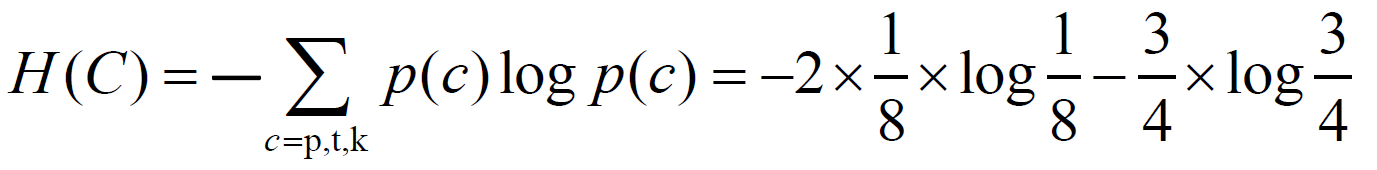 H(C) = − ∑ p(c) log p(c) = −2 × 1/8 × log 1/8 − 3/4 × log 3/4
c=p,t,k